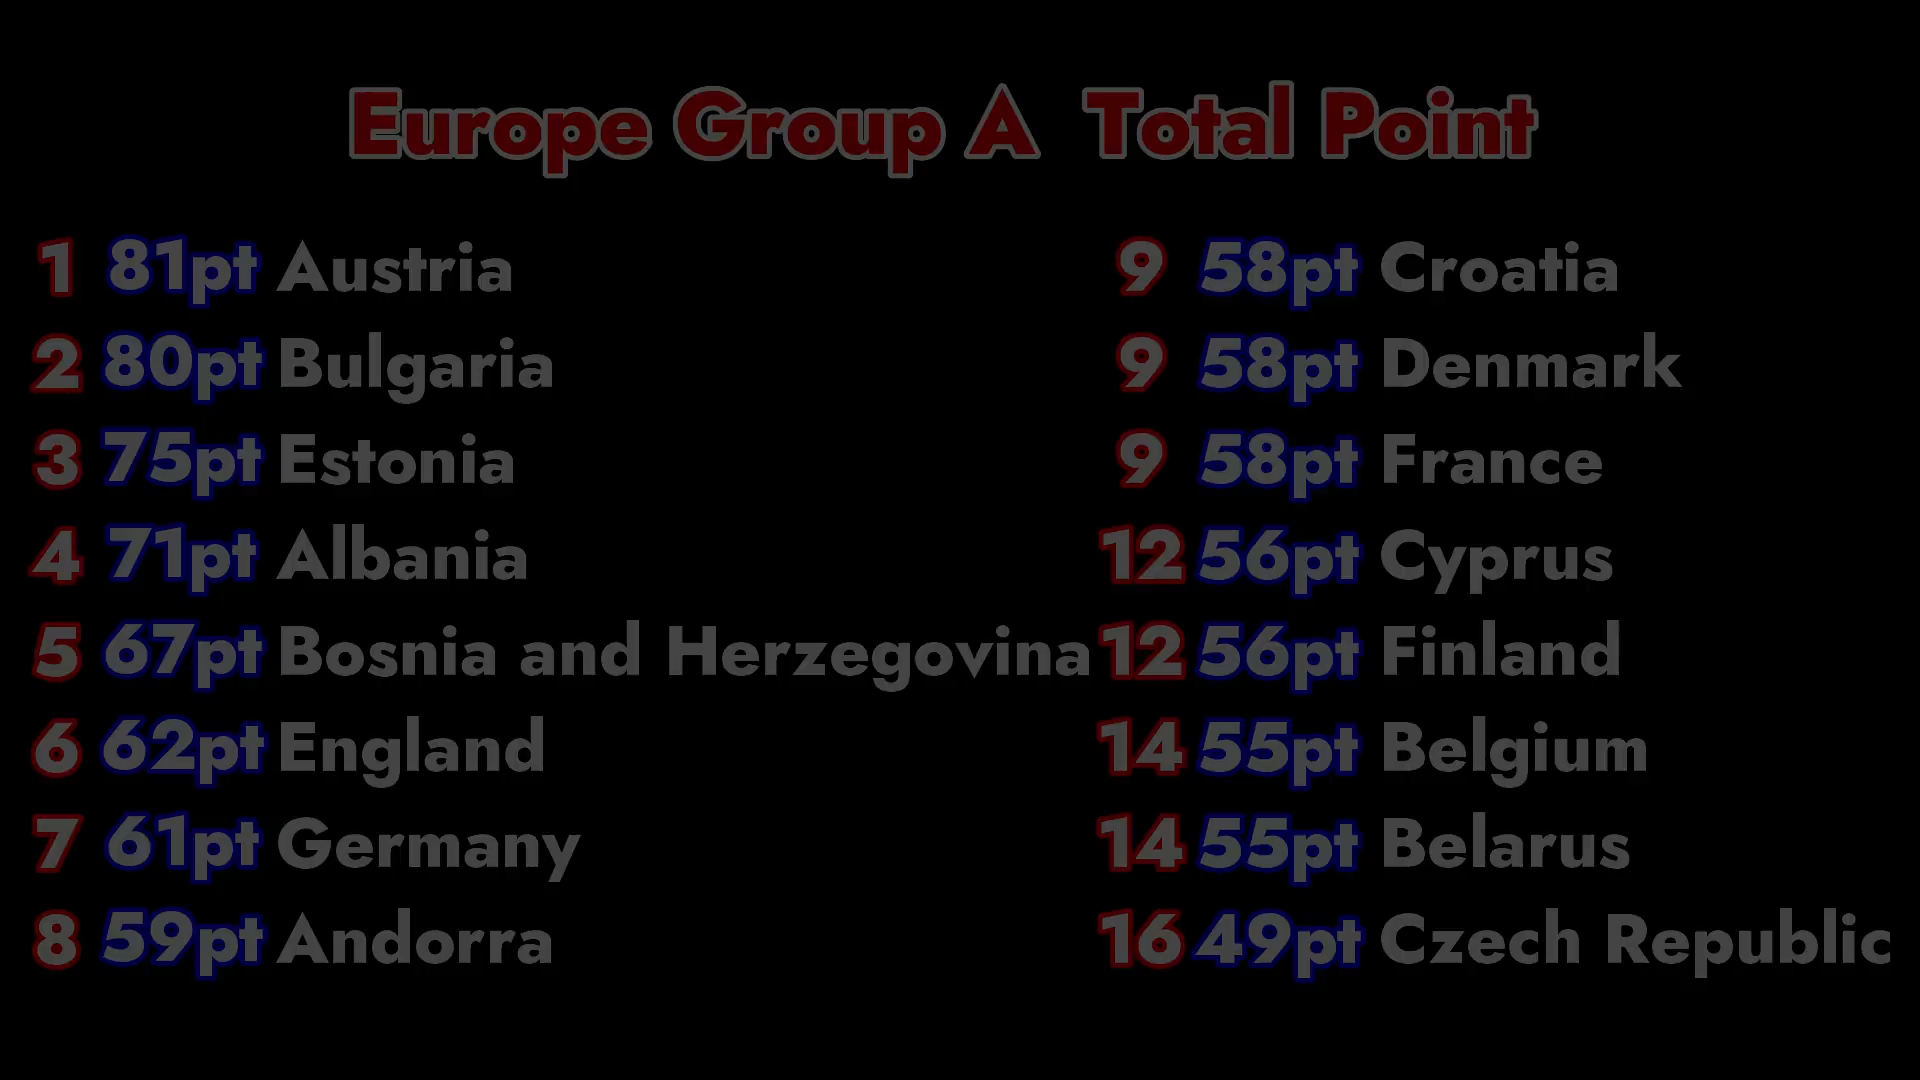 Europe Group A Total Point
1 81pt Austria
2 80pt Bulgaria
3 75pt Estonia
4 71pt Albania
5 67pt Bosnia and Herzegovina
6 62pt England
7 61pt Germany
8 59pt Andorra
9 58pt Croatia
9 58pt Denmark
9 58pt France
12 56pt Cyprus
12 56pt Finland
14 55pt Belgium
14 55pt Belarus
16 49pt Czech Republic